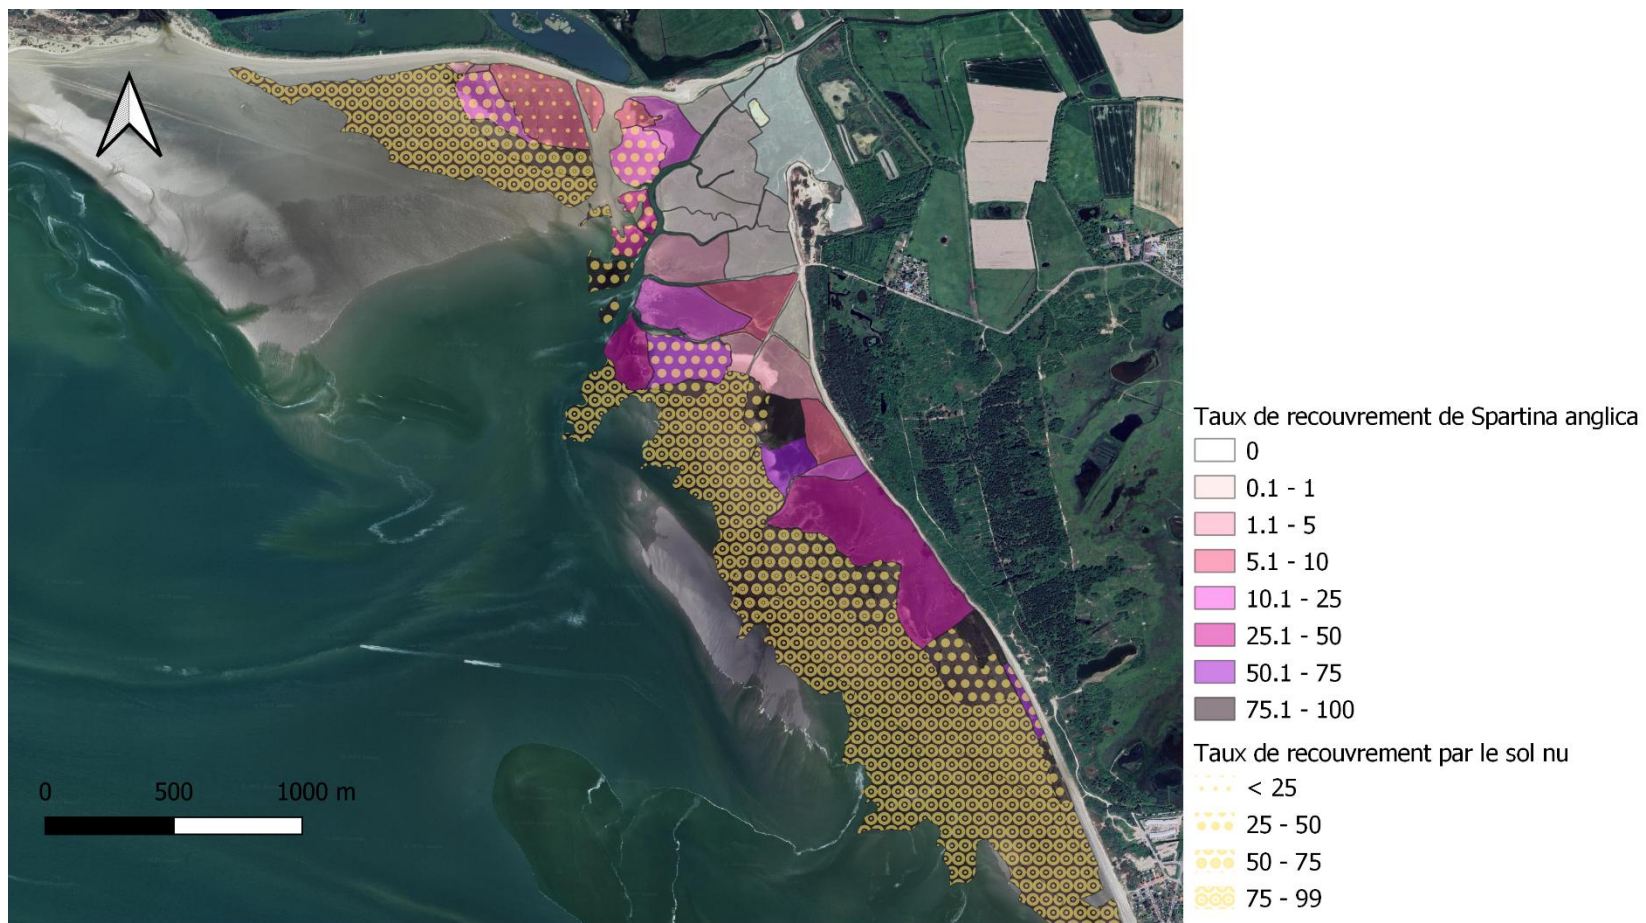 Taux de recouvrement de Spartina anglica
0
0.1 - 1
1.1 - 5
5.1 - 10
10.1 - 25
25.1 - 50
50.1 - 75
75.1 - 100
Taux de recouvrement par le sol nu
< 25
25 - 50
50 - 75
75 - 99
0 500 1000 m